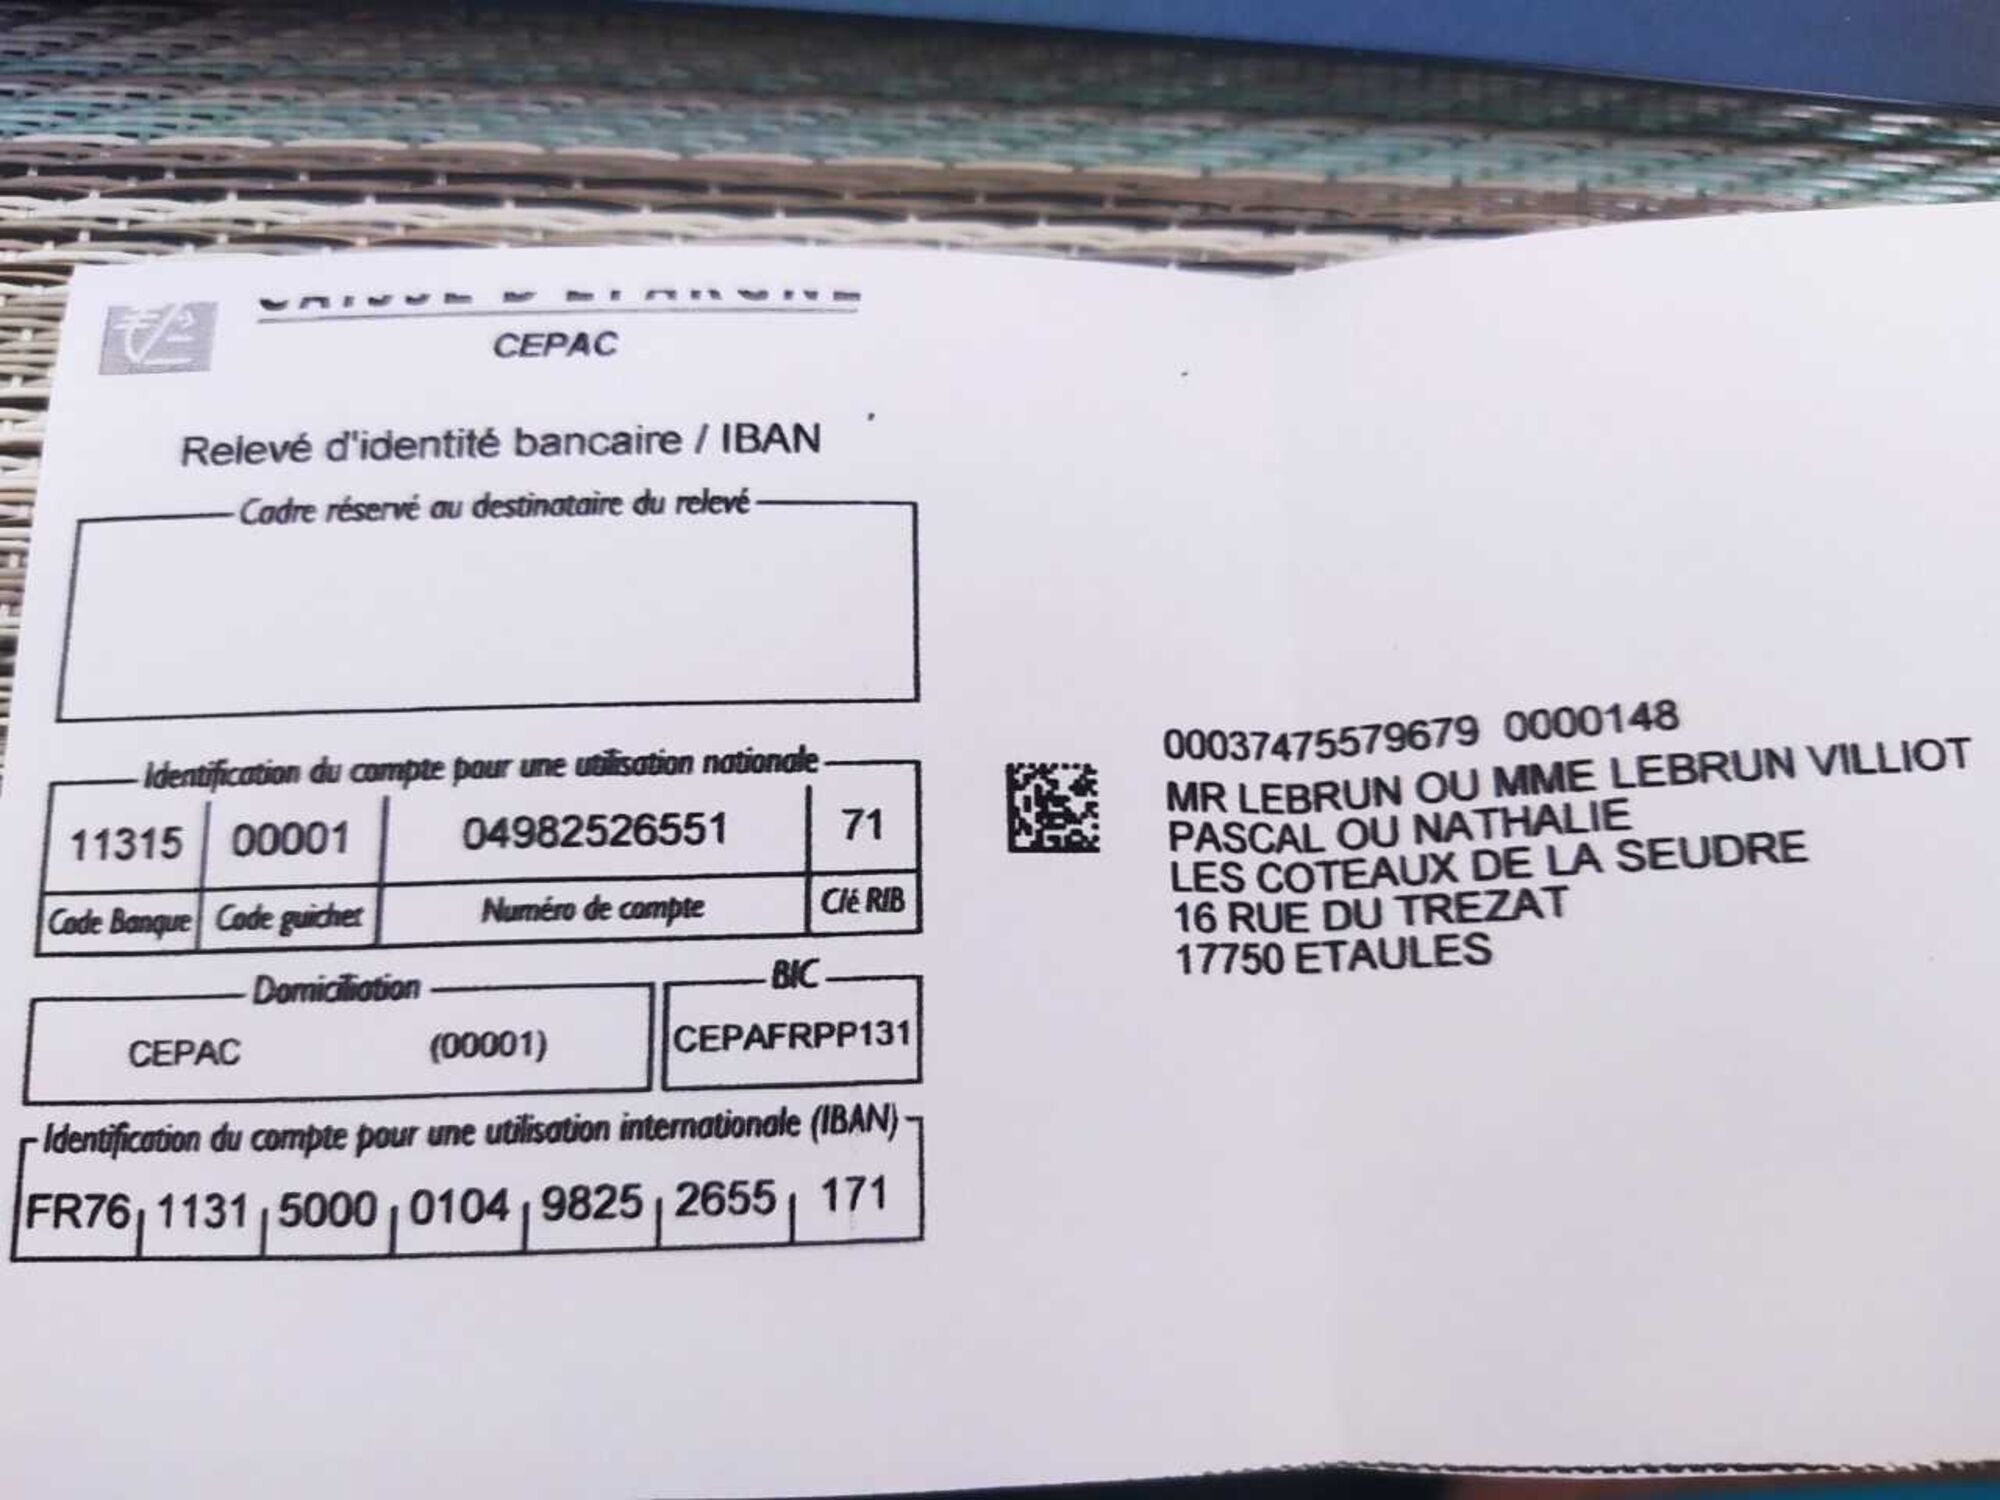 CAISSE D'EPARGNE
CEPAC
Relevé d'identité bancaire / IBAN
Cadre réservé au destinataire du relevé
Identification du compte pour une utilisation nationale
11315 00001 04982526551 71
Code Banque Code guichet Numéro de compte Clé RIB
Domiciliation
CEPAC (00001)
BIC
CEPAFRPP131
Identification du compte pour une utilisation internationale (IBAN)
FR76 1131 5000 0104 9825 2655 171
00037475579679 0000148
MR LEBRUN OU MME LEBRUN VILLIOT
PASCAL OU NATHALIE
LES COTEAUX DE LA SEUDRE
16 RUE DU TREZAT
17750 ETAULES